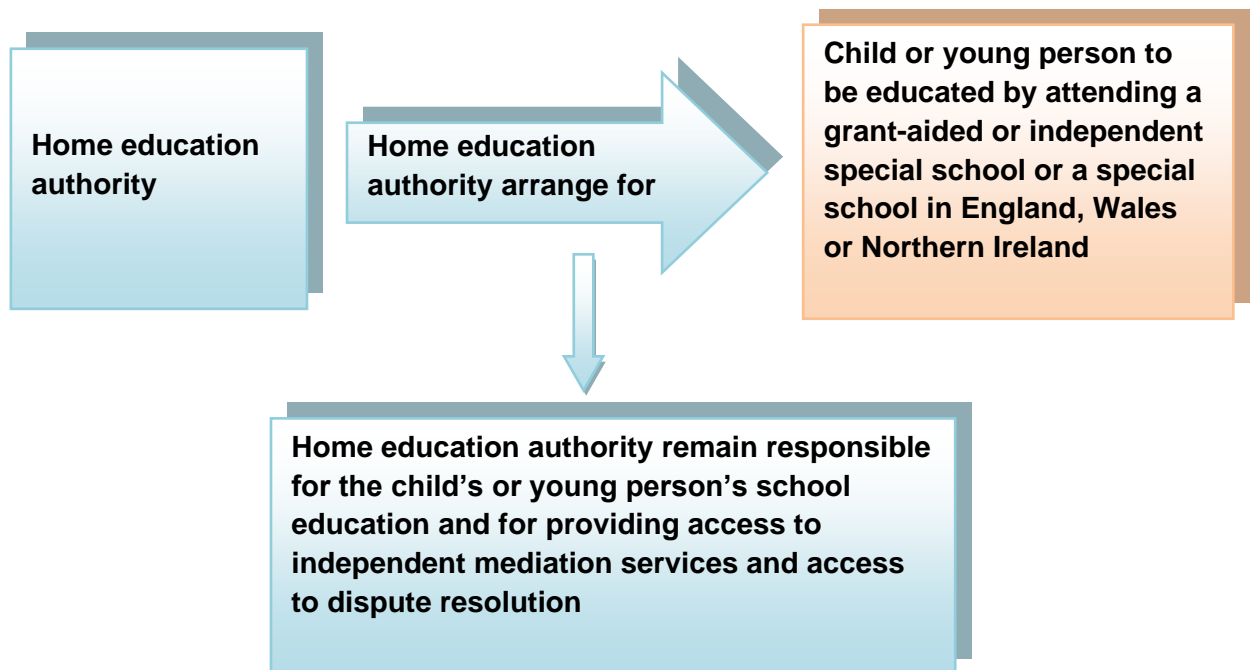 Home education
authority
Home education
authority arrange for
Child or young person to
be educated by attending a
grant-aided or independent
special school or a special
school in England, Wales
or Northern Ireland
Home education authority remain responsible
for the child’s or young person’s school
education and for providing access to
independent mediation services and access
to dispute resolution